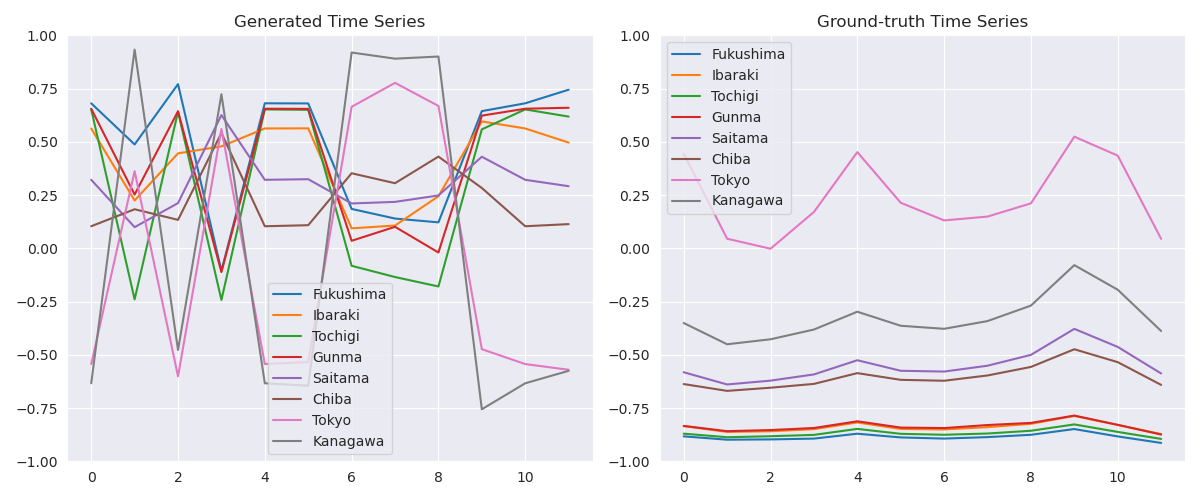 Generated Time Series
1.00
0.75
0.50
0.25
0.00
−0.25
−0.50
−0.75
−1.00
0
2
4
6
8
10
Fukushima
Ibaraki
Tochigi
Gunma
Saitama
Chiba
Tokyo
Kanagawa
Ground-truth Time Series
1.00
0.75
0.50
0.25
0.00
−0.25
−0.50
−0.75
−1.00
0
2
4
6
8
10
Fukushima
Ibaraki
Tochigi
Gunma
Saitama
Chiba
Tokyo
Kanagawa